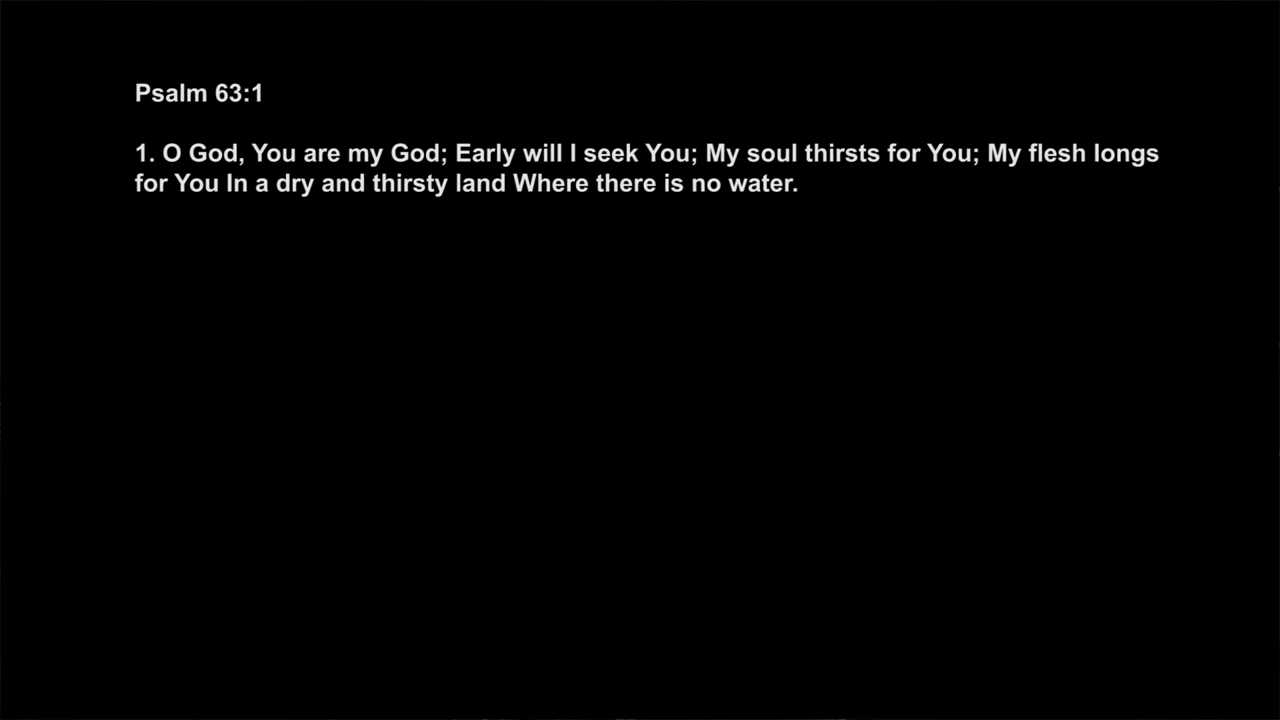 Psalm 63:1
1. O God, You are my God; Early will I seek You; My soul thirsts for You; My flesh longs
for You In a dry and thirsty land Where there is no water.